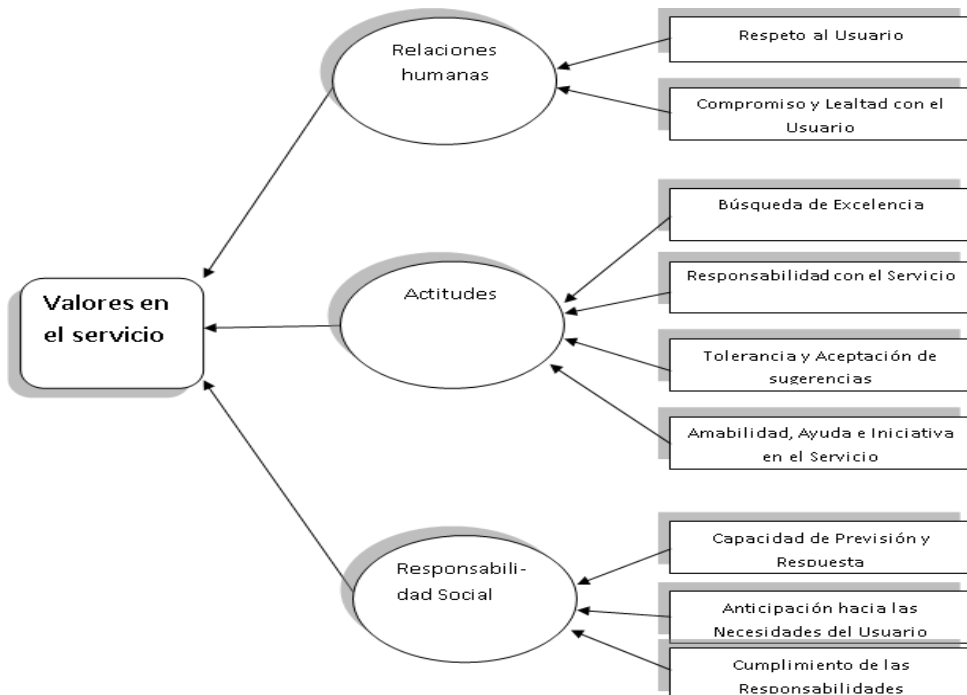 Relaciones
humanas
Respeto al Usuario
Compromiso y Lealtad con el
Usuario
Valores en
el servicio
Actitudes
Búsqueda de Excelencia
Responsabilidad con el Servicio
Tolerancia y Aceptación de
sugerencias
Amabilidad, Ayuda e Iniciativa
en el Servicio
Responsabili-
dad Social
Capacidad de Previsión y
Respuesta
Anticipación hacia las
Necesidades del Usuario
Cumplimiento de las
Responsabilidades